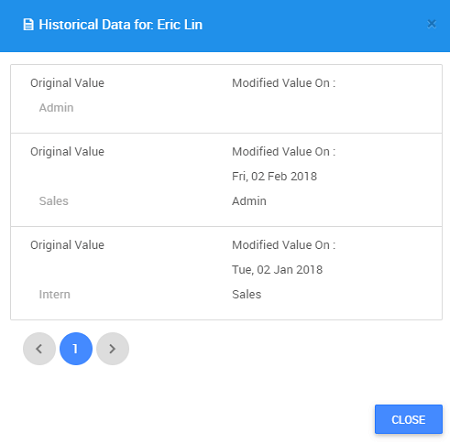 Historical Data for: Eric Lin
×
Original Value Modified Value On :
Admin
Original Value Modified Value On :
Fri, 02 Feb 2018
Sales Admin
Original Value Modified Value On :
Tue, 02 Jan 2018
Intern Sales
1
CLOSE